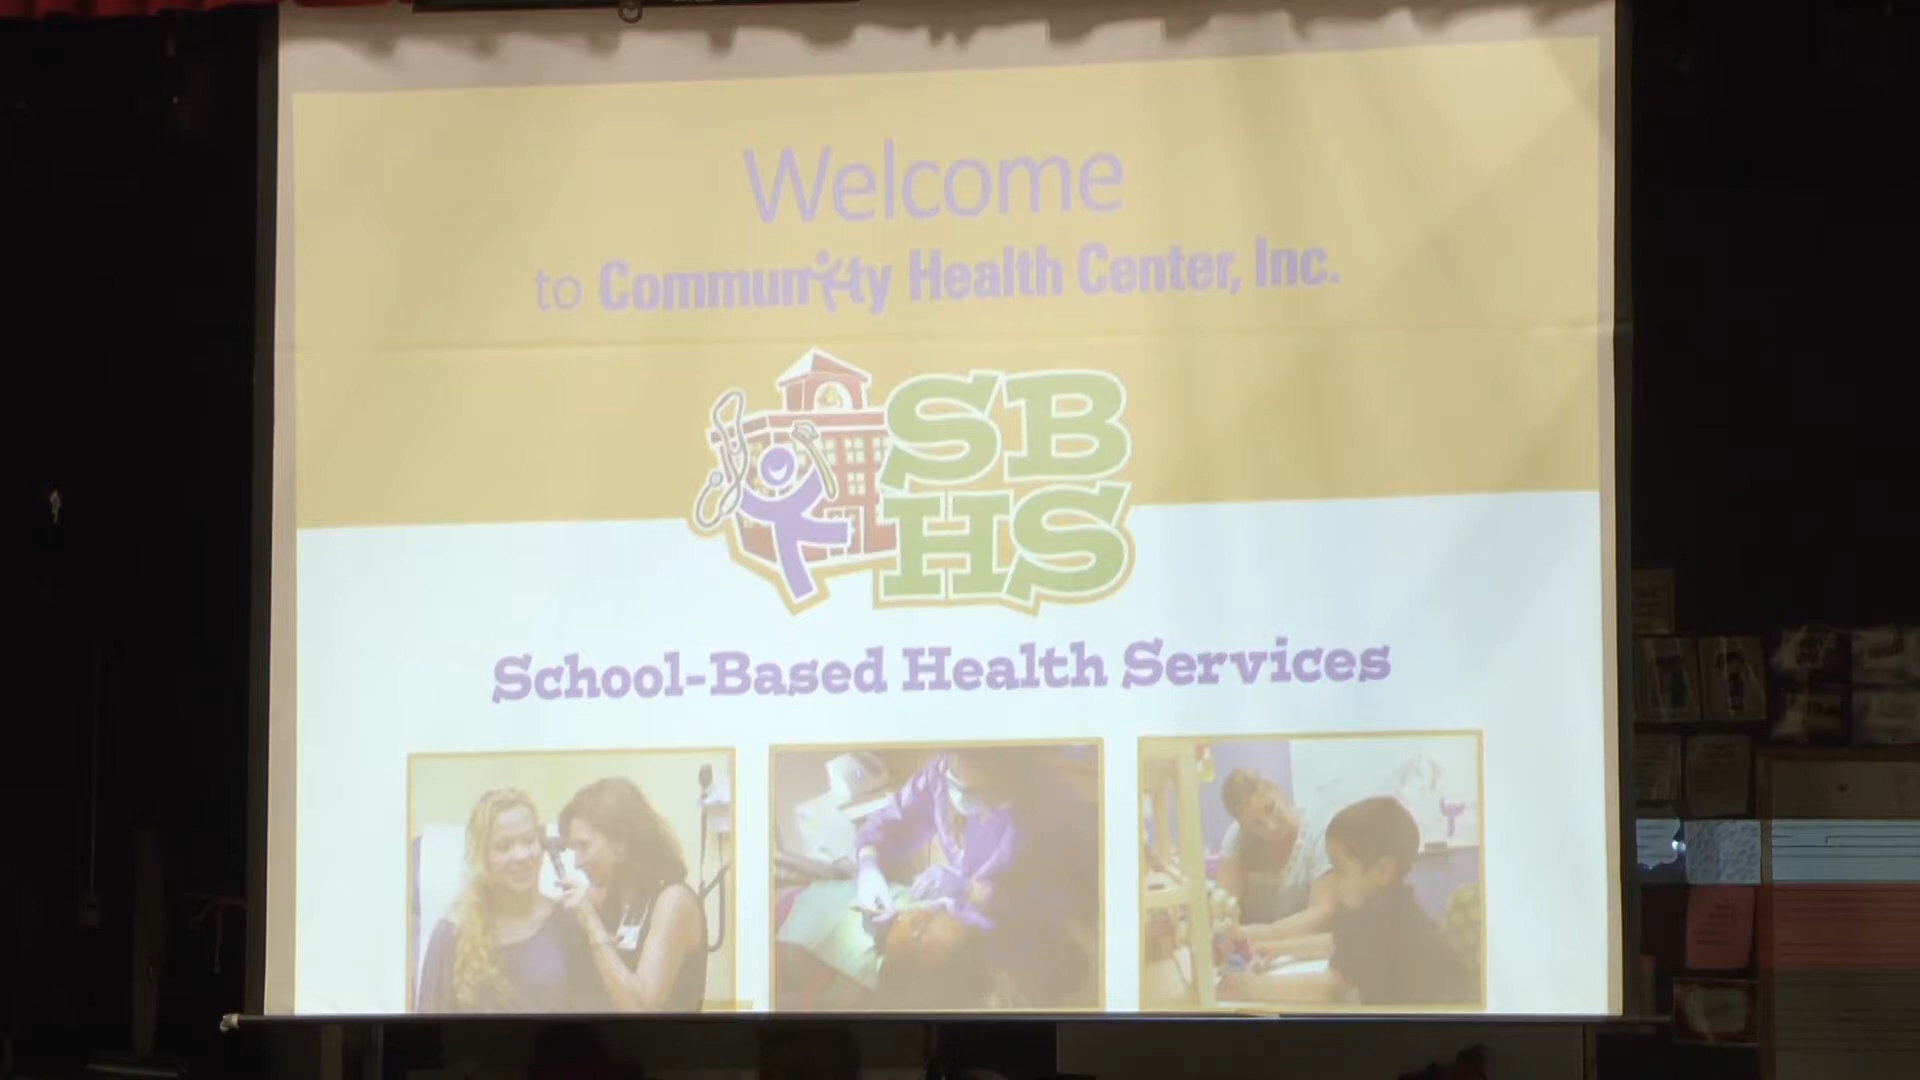 Welcome
to Community Health Center, Inc.
SB
HS
School-Based Health Services